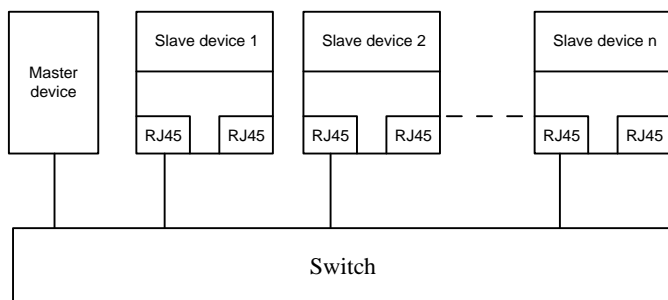 Slave device 1
Slave device 2
Slave device n
Master
device
RJ45
RJ45
RJ45
RJ45
RJ45
RJ45
Switch